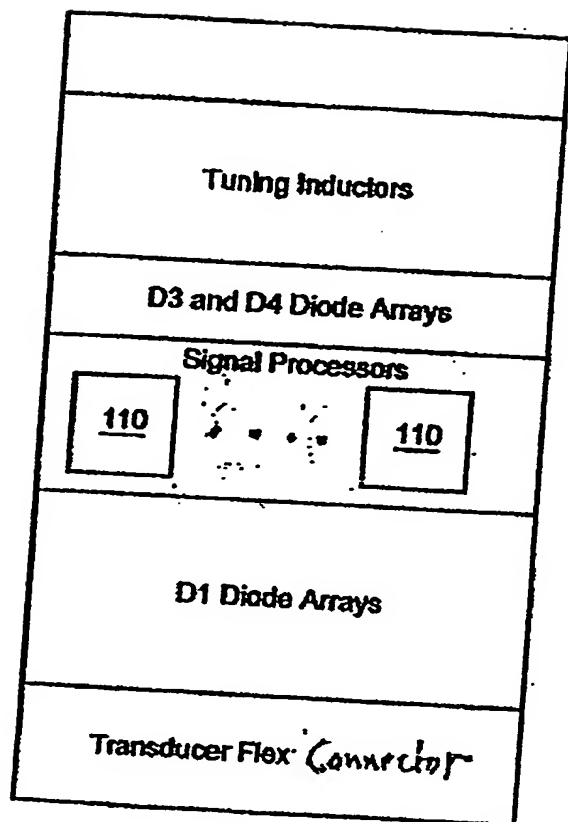 Tuning Inductors
D3 and D4 Diode Arrays
Signal Processors
110 110
D1 Diode Arrays
Transducer Flex Connector